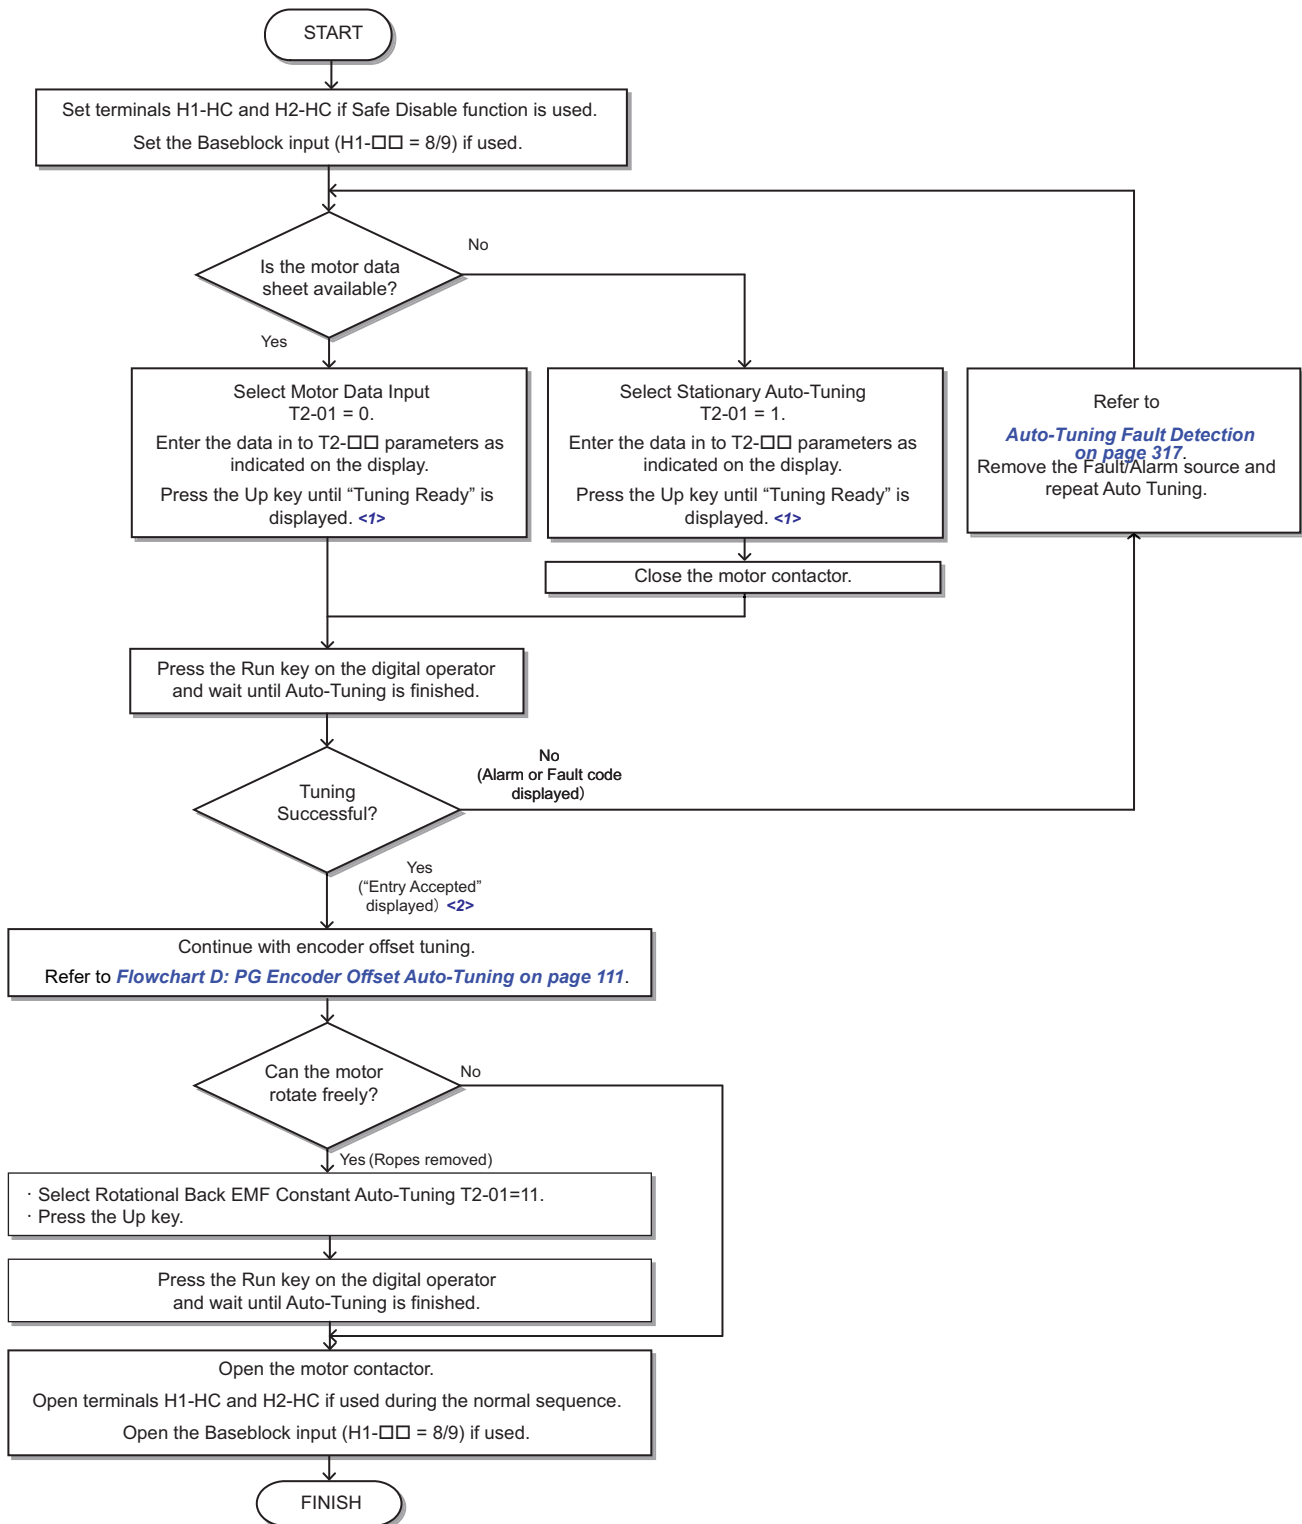 START
Set terminals H1-HC and H2-HC if Safe Disable function is used.
Set the Baseblock input (H1-□□ = 8/9) if used.
No
Is the motor data
sheet available?
Yes
Select Motor Data Input
T2-01 = 0.
Enter the data in to T2-□□ parameters as
indicated on the display.
Press the Up key until “Tuning Ready” is
displayed. <1>
Select Stationary Auto-Tuning
T2-01 = 1.
Enter the data in to T2-□□ parameters as
indicated on the display.
Press the Up key until “Tuning Ready” is
displayed. <1>
Refer to
Auto-Tuning Fault Detection
on page 317.
Remove the Fault/Alarm source and
repeat Auto Tuning.
Close the motor contactor.
Press the Run key on the digital operator
and wait until Auto-Tuning is finished.
No
(Alarm or Fault code
displayed)
Tuning
Successful?
Yes
(“Entry Accepted”
displayed) <2>
Continue with encoder offset tuning.
Refer to Flowchart D: PG Encoder Offset Auto-Tuning on page 111.
Can the motor
rotate freely?
No
Yes (Ropes removed)
· Select Rotational Back EMF Constant Auto-Tuning T2-01=11.
· Press the Up key.
Press the Run key on the digital operator
and wait until Auto-Tuning is finished.
Open the motor contactor.
Open terminals H1-HC and H2-HC if used during the normal sequence.
Open the Baseblock input (H1-□□ = 8/9) if used.
FINISH